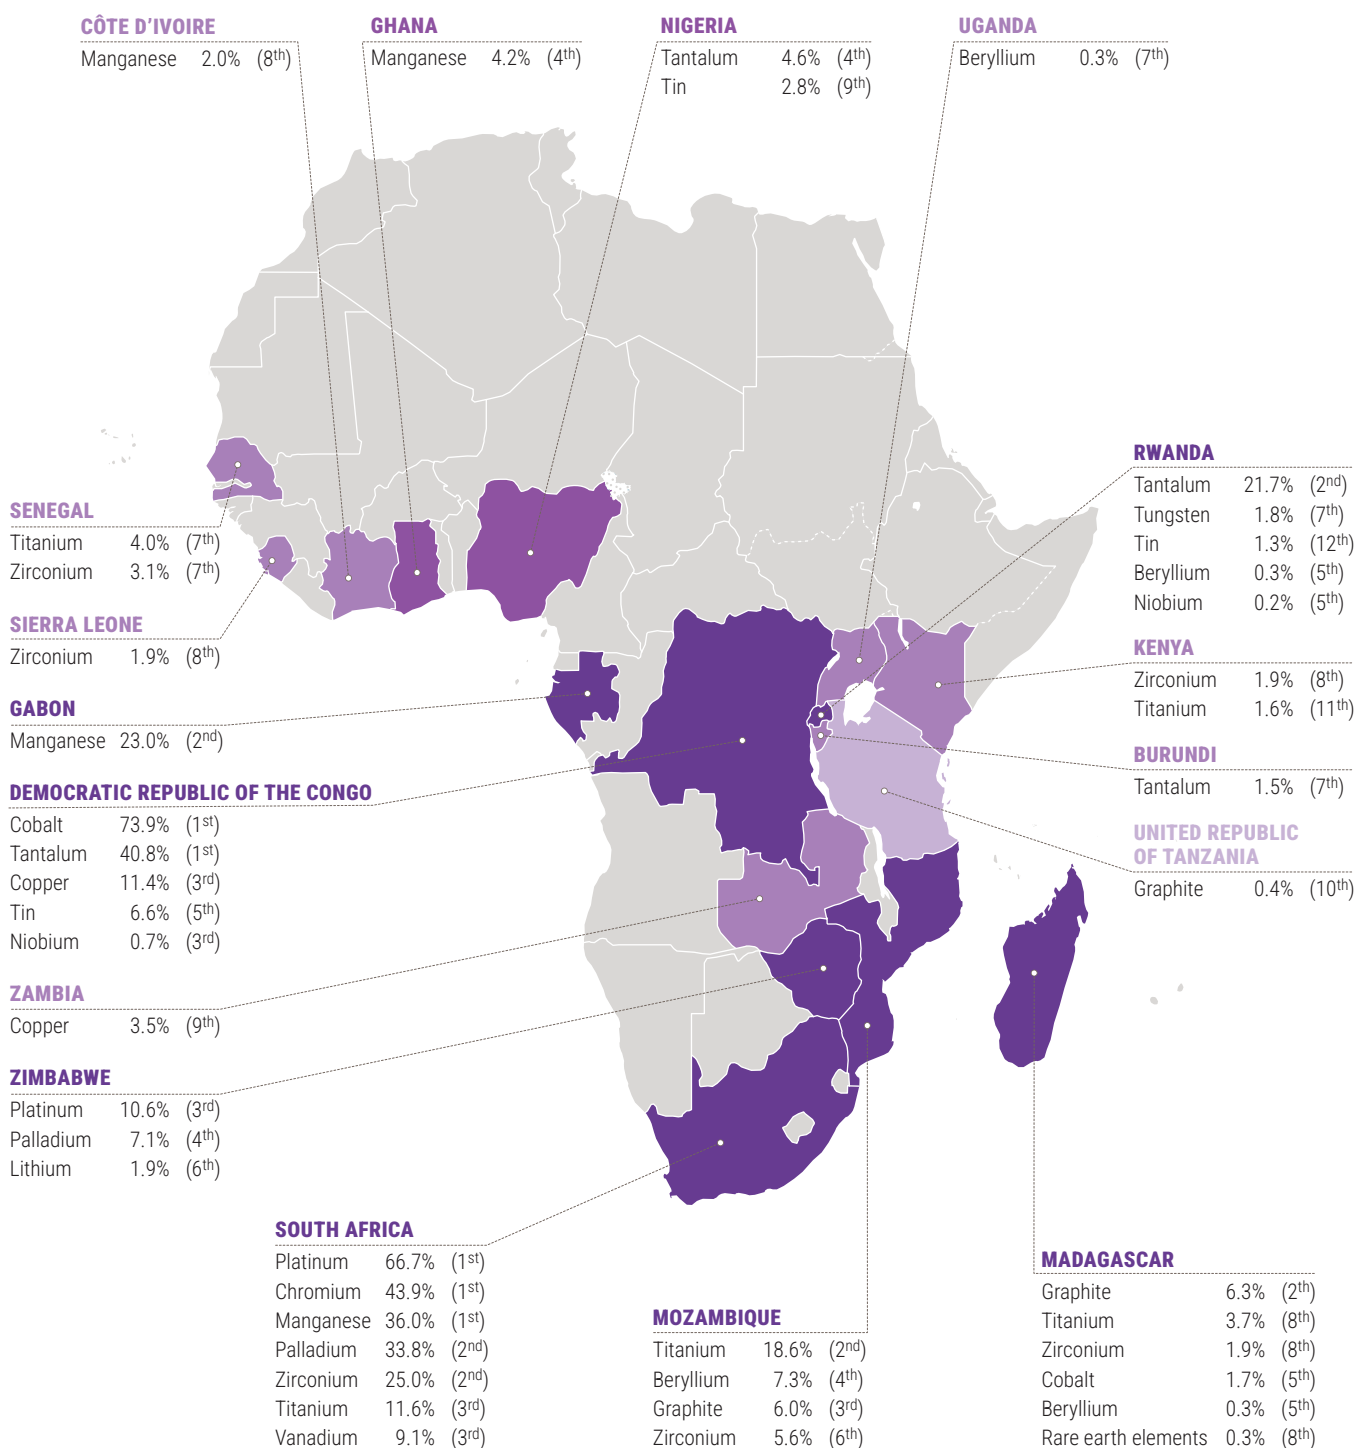 CÔTE D'IVOIRE
Manganese 2.0% (8th)
GHANA
Manganese 4.2% (4th)
NIGERIA
Tantalum 4.6% (4th)
Tin 2.8% (9th)
UGANDA
Beryllium 0.3% (7th)
SENEGAL
Titanium 4.0% (7th)
Zirconium 3.1% (7th)
SIERRA LEONE
Zirconium 1.9% (8th)
GABON
Manganese 23.0% (2nd)
DEMOCRATIC REPUBLIC OF THE CONGO
Cobalt 73.9% (1st)
Tantalum 40.8% (1st)
Copper 11.4% (3rd)
Tin 6.6% (5th)
Niobium 0.7% (3rd)
ZAMBIA
Copper 3.5% (9th)
ZIMBABWE
Platinum 10.6% (3rd)
Palladium 7.1% (4th)
Lithium 1.9% (6th)
RWANDA
Tantalum 21.7% (2nd)
Tungsten 1.8% (7th)
Tin 1.3% (12th)
Beryllium 0.3% (5th)
Niobium 0.2% (5th)
KENYA
Zirconium 1.9% (8th)
Titanium 1.6% (11th)
BURUNDI
Tantalum 1.5% (7th)
UNITED REPUBLIC
OF TANZANIA
Graphite 0.4% (10th)
SOUTH AFRICA
Platinum 66.7% (1st)
Chromium 43.9% (1st)
Manganese 36.0% (1st)
Palladium 33.8% (2nd)
Zirconium 25.0% (2nd)
Titanium 11.6% (3rd)
Vanadium 9.1% (3rd)
MOZAMBIQUE
Titanium 18.6% (2nd)
Beryllium 7.3% (4th)
Graphite 6.0% (3rd)
Zirconium 5.6% (6th)
MADAGASCAR
Graphite 6.3% (2th)
Titanium 3.7% (8th)
Zirconium 1.9% (8th)
Cobalt 1.7% (5th)
Beryllium 0.3% (5th)
Rare earth elements 0.3% (8th)